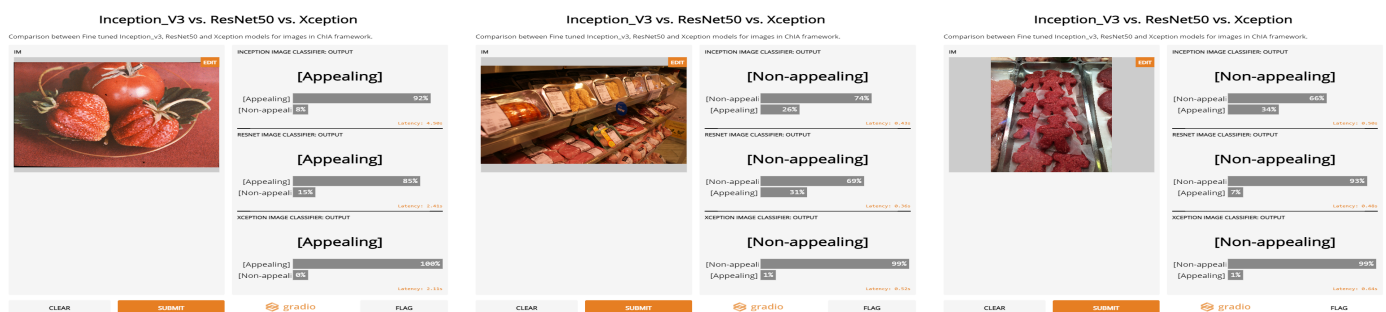 Inception_V3 vs. ResNet50 vs. Xception
Comparison between Fine tuned Inception_v3, ResNet50 and Xception models for images in ChIA framework.
IM
EDIT
CLEAR
SUBMIT
INCEPTION IMAGE CLASSIFIER: OUTPUT
[Appealing]
[Appealing] 92%
[Non-appeali 8%
Latency: 4.50s
RESNET IMAGE CLASSIFIER: OUTPUT
[Appealing]
[Appealing] 85%
[Non-appeali 15%
Latency: 2.41s
XCEPTION IMAGE CLASSIFIER: OUTPUT
[Appealing]
[Appealing] 100%
[Non-appeali 0%
gradio
FLAG
Inception_V3 vs. ResNet50 vs. Xception
Comparison between Fine tuned Inception_v3, ResNet50 and Xception models for images in ChIA framework.
IM
EDIT
CLEAR
SUBMIT
INCEPTION IMAGE CLASSIFIER: OUTPUT
[Non-appealing]
[Non-appeali 74%
[Appealing] 26%
RESNET IMAGE CLASSIFIER: OUTPUT
[Non-appealing]
[Non-appeali 69%
[Appealing] 31%
XCEPTION IMAGE CLASSIFIER: OUTPUT
[Non-appealing]
[Non-appeali 99%
[Appealing] 1%
gradio
FLAG
Inception_V3 vs. ResNet50 vs. Xception
Comparison between Fine tuned Inception_v3, ResNet50 and Xception models for images in ChIA framework.
IM
EDIT
CLEAR
SUBMIT
INCEPTION IMAGE CLASSIFIER: OUTPUT
[Non-appealing]
[Non-appeali 66%
[Appealing] 34%
RESNET IMAGE CLASSIFIER: OUTPUT
[Non-appealing]
[Non-appeali 93%
[Appealing] 7%
XCEPTION IMAGE CLASSIFIER: OUTPUT
[Non-appealing]
[Non-appeali 99%
[Appealing] 1%
gradio
FLAG